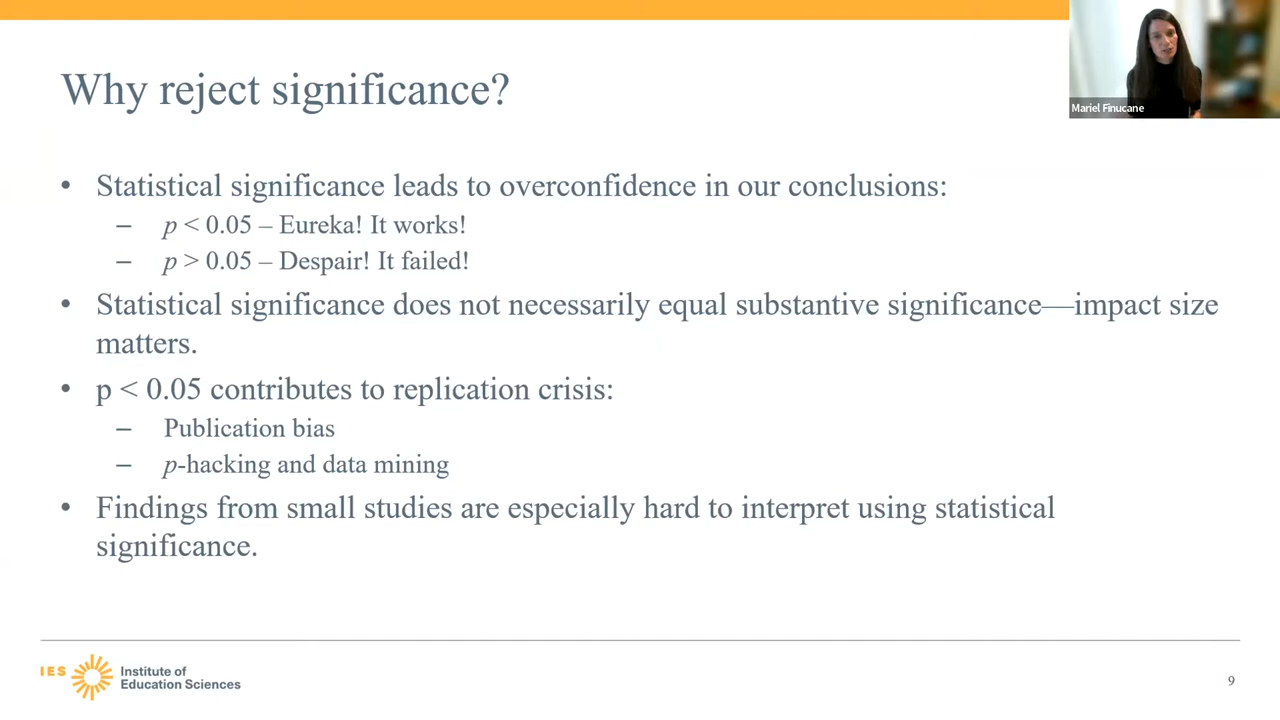 Mariel Finucane
Why reject significance?
• Statistical significance leads to overconfidence in our conclusions:
– p < 0.05 – Eureka! It works!
– p > 0.05 – Despair! It failed!
• Statistical significance does not necessarily equal substantive significance—impact size
matters.
• p < 0.05 contributes to replication crisis:
– Publication bias
– p-hacking and data mining
• Findings from small studies are especially hard to interpret using statistical
significance.
IES
Institute of
Education Sciences
9